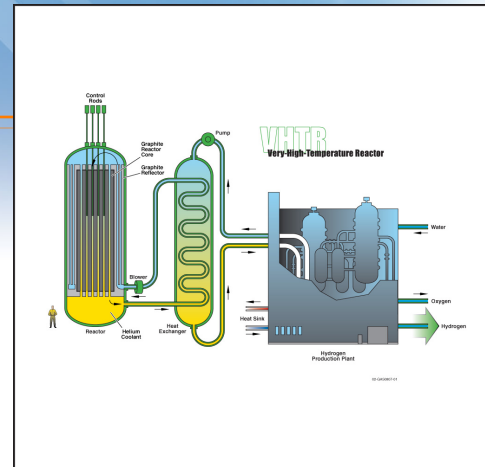 Control
Rods
Graphite
Reactor
Core
Graphite
Reflector
Pump
VHTR
Very-High-Temperature Reactor
Water
Blower
Oxygen
Heat Sink
Hydrogen
Reactor
Helium
Coolant
Heat
Exchanger
Hydrogen
Production Plant